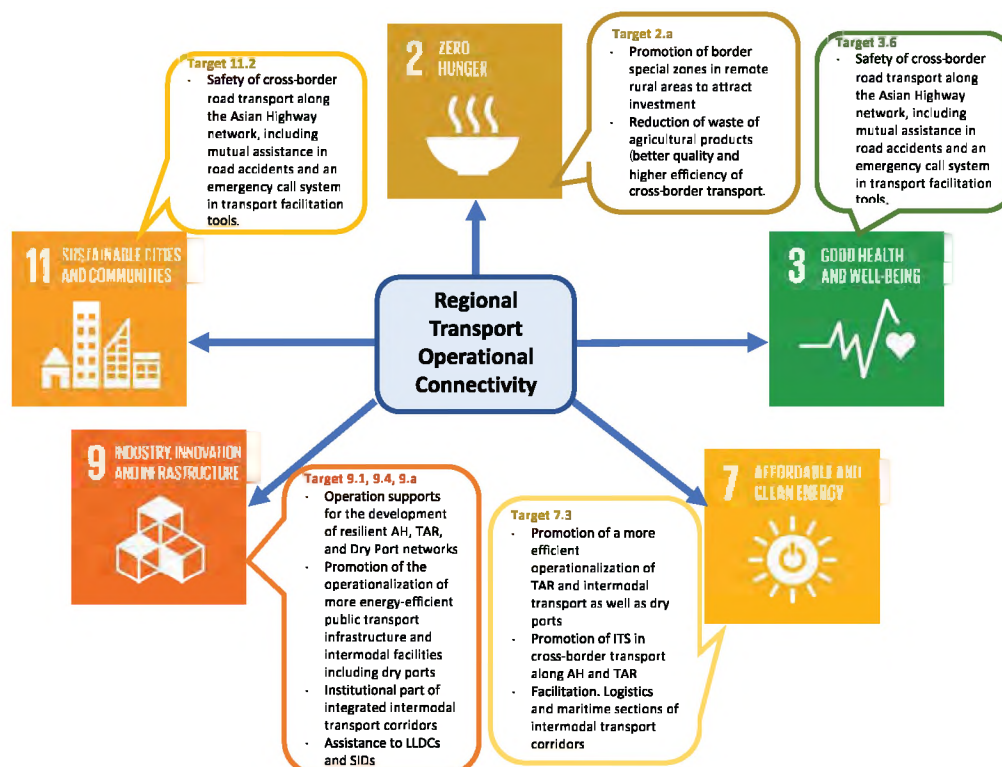 Target 11.2
- Safety of cross-border
road transport along
the Asian Highway
network, including
mutual assistance in
road accidents and an
emergency call system
in transport facilitation
tools.
2 ZERO
HUNGER
Target 2.a
- Promotion of border
special zones in remote
rural areas to attract
investment
- Reduction of waste of
agricultural products
(better quality and
higher efficiency of
cross-border transport.
Target 3.6
- Safety of cross-border
road transport along
the Asian Highway
network, including
mutual assistance in
road accidents and an
emergency call system
in transport facilitation
tools.
11 SUSTAINABLE CITIES
AND COMMUNITIES
Regional
Transport
Operational
Connectivity
3 GOOD HEALTH
AND WELL-BEING
9 INDUSTRY, INNOVATION
AND INFRASTRUCTURE
Target 9.1, 9.4, 9.a
- Operation supports
for the development
of resilient AH, TAR,
and Dry Port networks
- Promotion of the
operationalization of
more energy-efficient
public transport
infrastructure and
intermodal facilities
including dry ports
- Institutional part of
integrated intermodal
transport corridors
- Assistance to LLDCs
and SIDs
Target 7.3
- Promotion of a more
efficient
operationalization of
TAR and intermodal
transport as well as dry
ports
- Promotion of ITS in
cross-border transport
along AH and TAR
- Facilitation. Logistics
and maritime sections of
intermodal transport
corridors
7 AFFORDABLE AND
CLEAN ENERGY